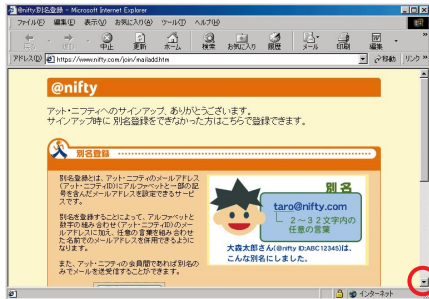 @nifty:別名登録 - Microsoft Internet Explorer
ファイル(F) 編集(E) 表示(V) お気に入り(A) ツール(T) ヘルプ(H)
戻る 進む 中止 更新 ホーム 検索 お気に入り 履歴 メール 印刷 編集
アドレス(D) https://www.nifty.com/join/mailadd.htm 移動 リンク
@nifty
アット・ニフティへのサインアップ、ありがとうございます。
サインアップ時に 別名登録をできなかった方はこちらで登録できます。
別名登録
別名登録とは、アット・ニフティのメールアドレス
(アット・ニフティID)にアルファベットと一部の記
号を含んだメールアドレスを設定できるサービ
スです。
別名を登録することによって、アルファベットと
数字の組み合わせ(アット・ニフティID)のメー
ルアドレスに加え、任意の言葉を組み合わせ
た名前でのメールアドレスを併用できるように
なります。
また、アット・ニフティの会員間であれば別名の
みでメールを送受信することができます。
別名
taro@nifty.com
2～32文字内の
任意の言葉
大森太郎さん(@nifty ID:ABC12345)は、
こんな別名にしました。
インターネット